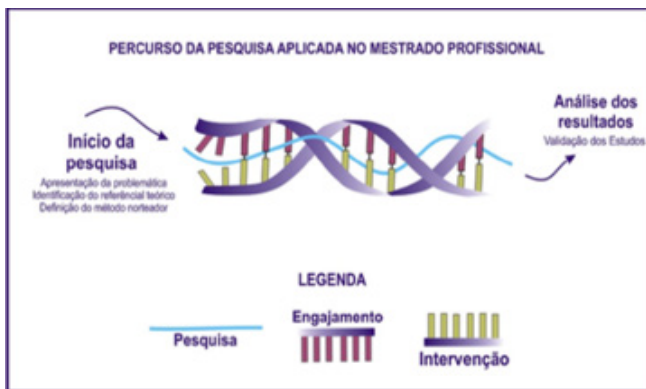 PERCURSO DA PESQUISA APLICADA NO MESTRADO PROFISSIONAL
Início da
pesquisa
Apresentação da problemática
Identificação do referêncial teórico
Definição do método norteador
Análise dos
resultados
Validação dos Estudos
LEGENDA
Pesquisa
Engajamento
Intervenção